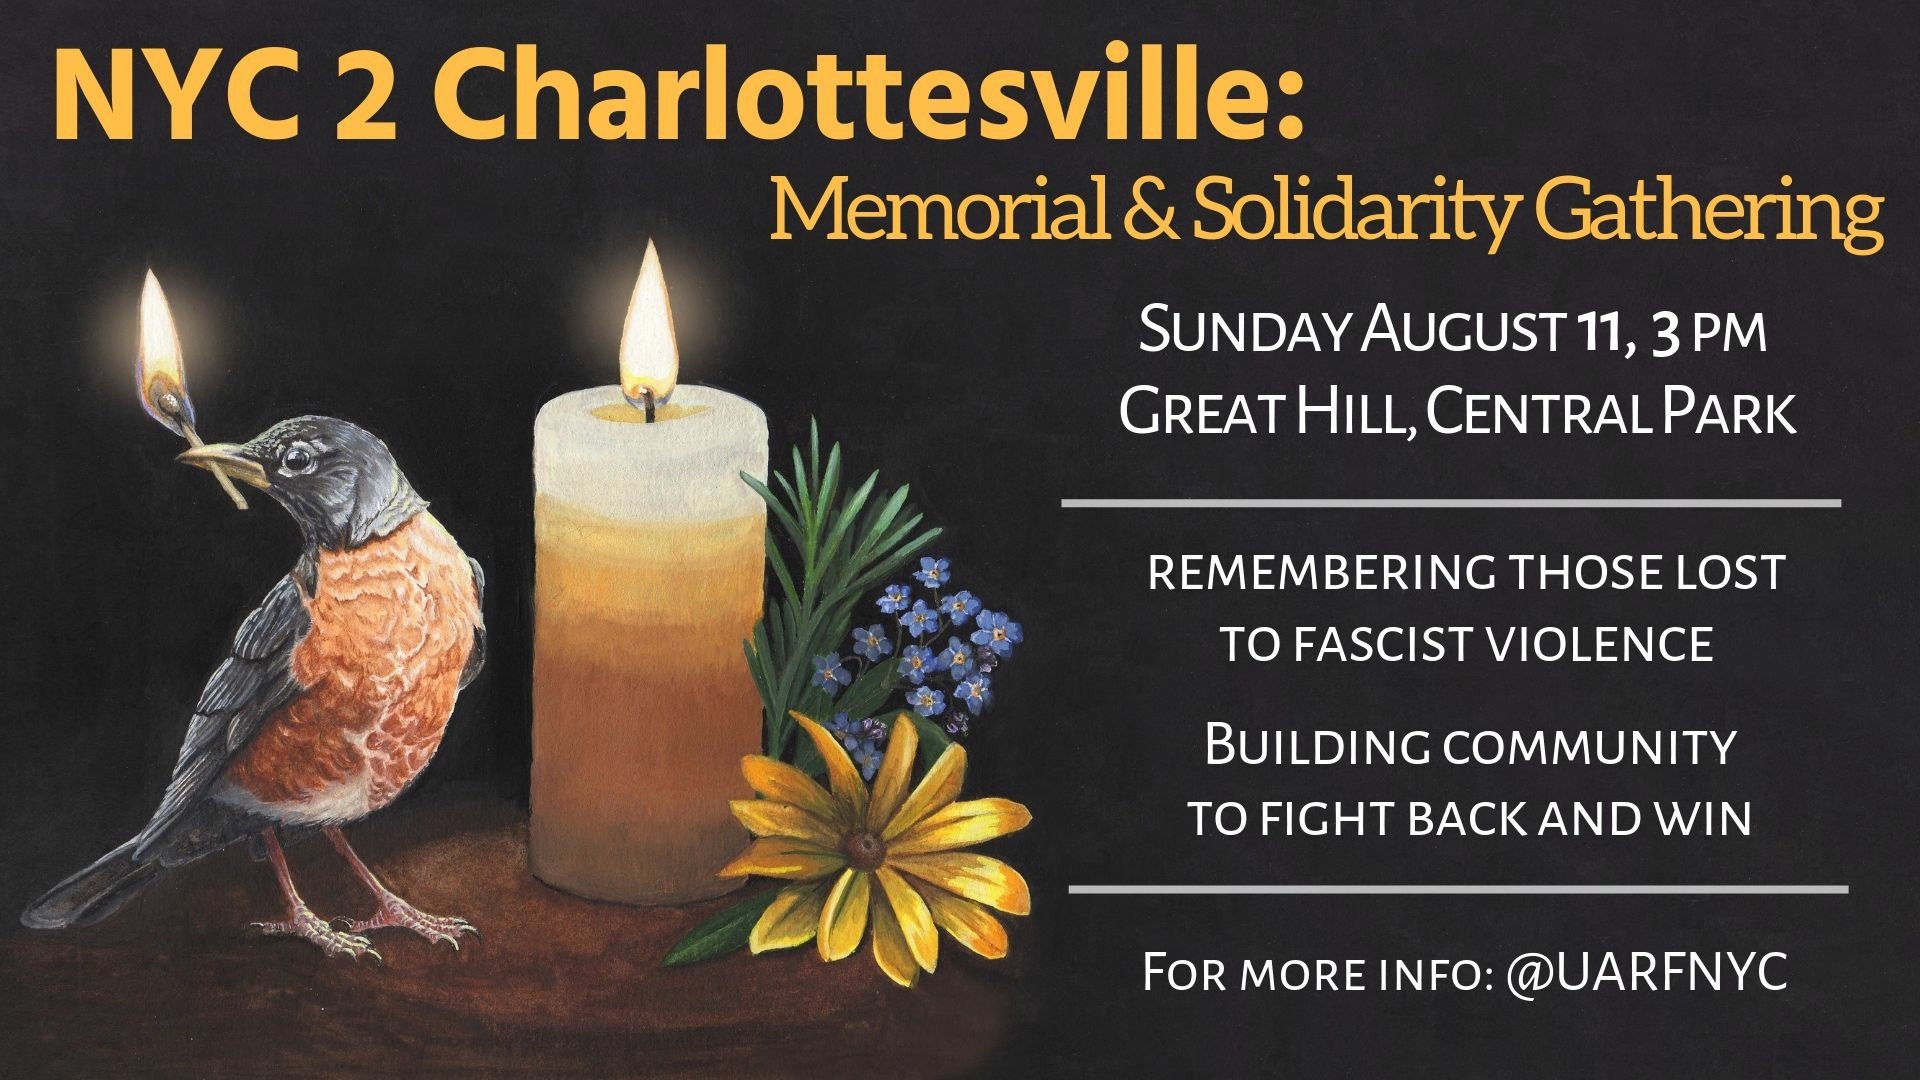 NYC 2 Charlottesville:
Memorial & Solidarity Gathering
Sunday August 11, 3 pm
Great Hill, Central Park
remembering those lost
to fascist violence
Building community
to fight back and win
For more info: @UARFNYC